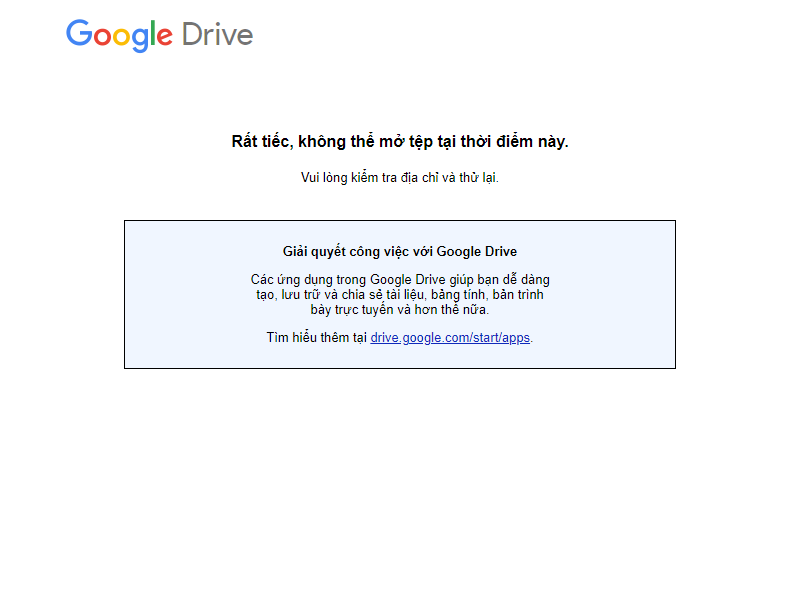 Google Drive
Rất tiếc, không thể mở tệp tại thời điểm này.
Vui lòng kiểm tra địa chỉ và thử lại.
Giải quyết công việc với Google Drive
Các ứng dụng trong Google Drive giúp bạn dễ dàng
tạo, lưu trữ và chia sẻ tài liệu, bảng tính, bản trình
bày trực tuyến và hơn thế nữa.
Tìm hiểu thêm tại drive.google.com/start/apps.